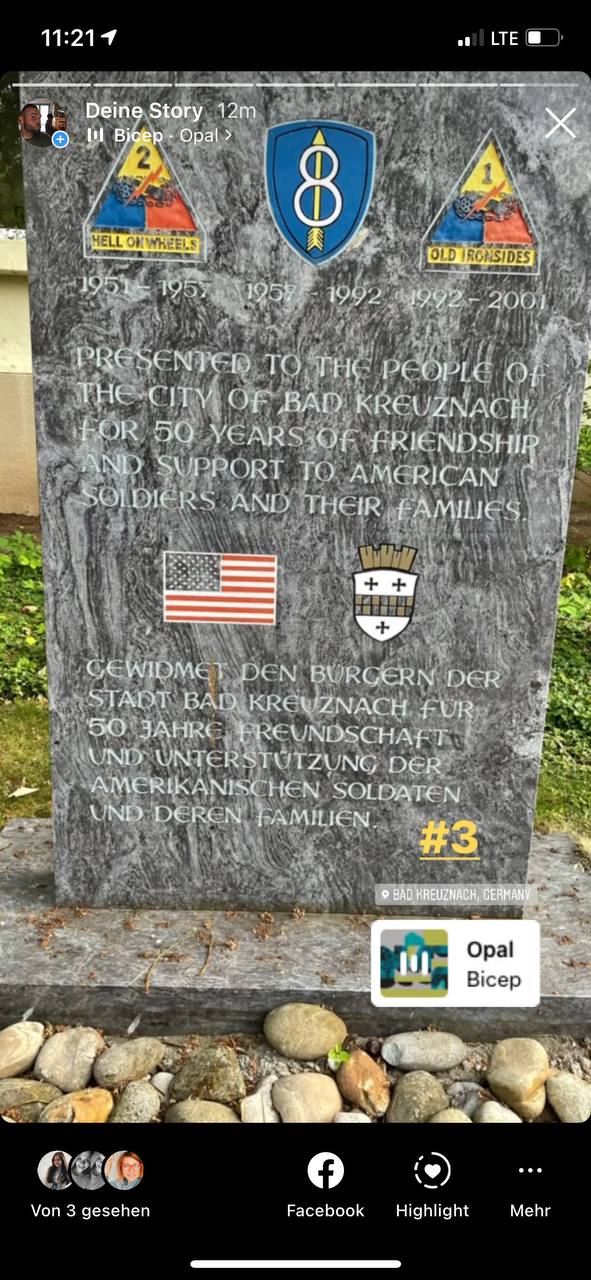 11:21
LTE
Deine Story 12m
Bicep · Opal >
2
HELL ON WHEELS
8
1
OLD IRONSIDES
1951 – 1957
1957 – 1992
1992 – 2001
PRESENTED TO THE PEOPLE OF
THE CITY OF BAD KREUZNACH
FOR 50 YEARS OF FRIENDSHIP
AND SUPPORT TO AMERICAN
SOLDIERS AND THEIR FAMILIES.
GEWIDMET DEN BÜRGERN DER
STADT BAD KREUZNACH FÜR
50 JAHRE FREUNDSCHAFT
UND UNTERSTÜTZUNG DER
AMERIKANISCHEN SOLDATEN
UND DEREN FAMILIEN.
#3
BAD KREUZNACH, GERMANY
Opal
Bicep
Von 3 gesehen
Facebook
Highlight
Mehr